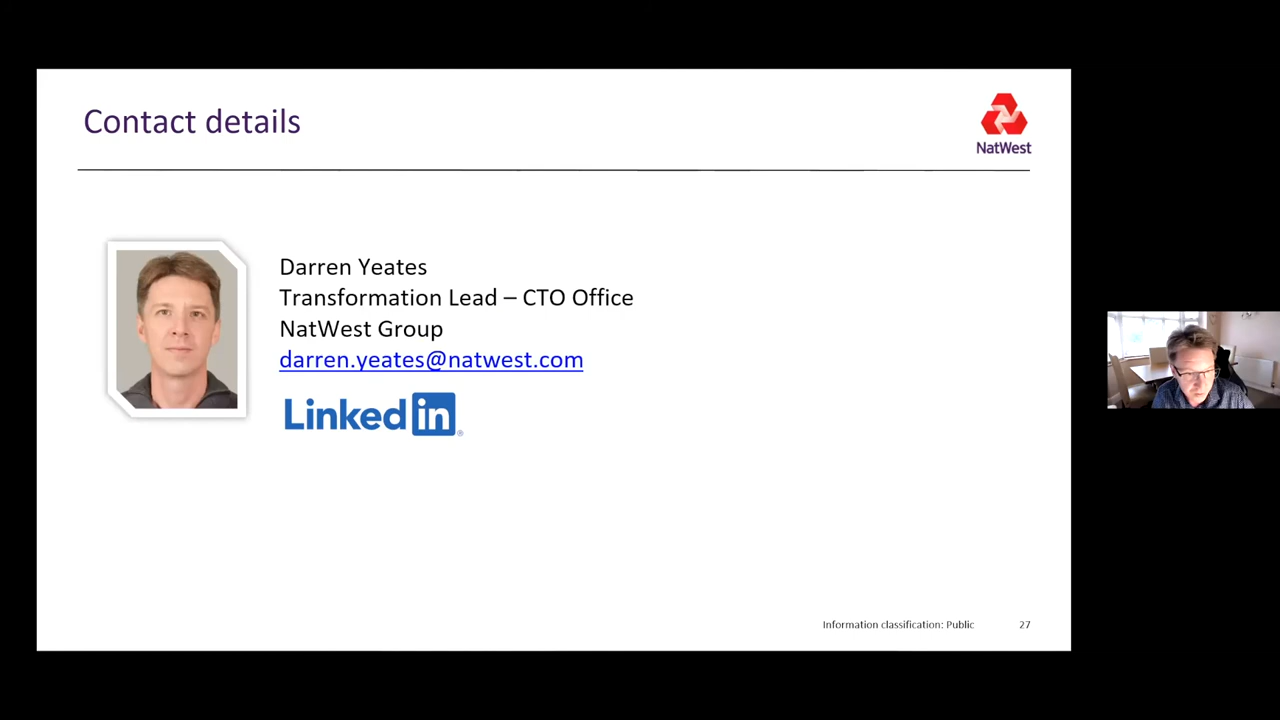 Contact details
NatWest
Darren Yeates
Transformation Lead – CTO Office
NatWest Group
darren.yeates@natwest.com
Linkedin®
Information classification: Public 27